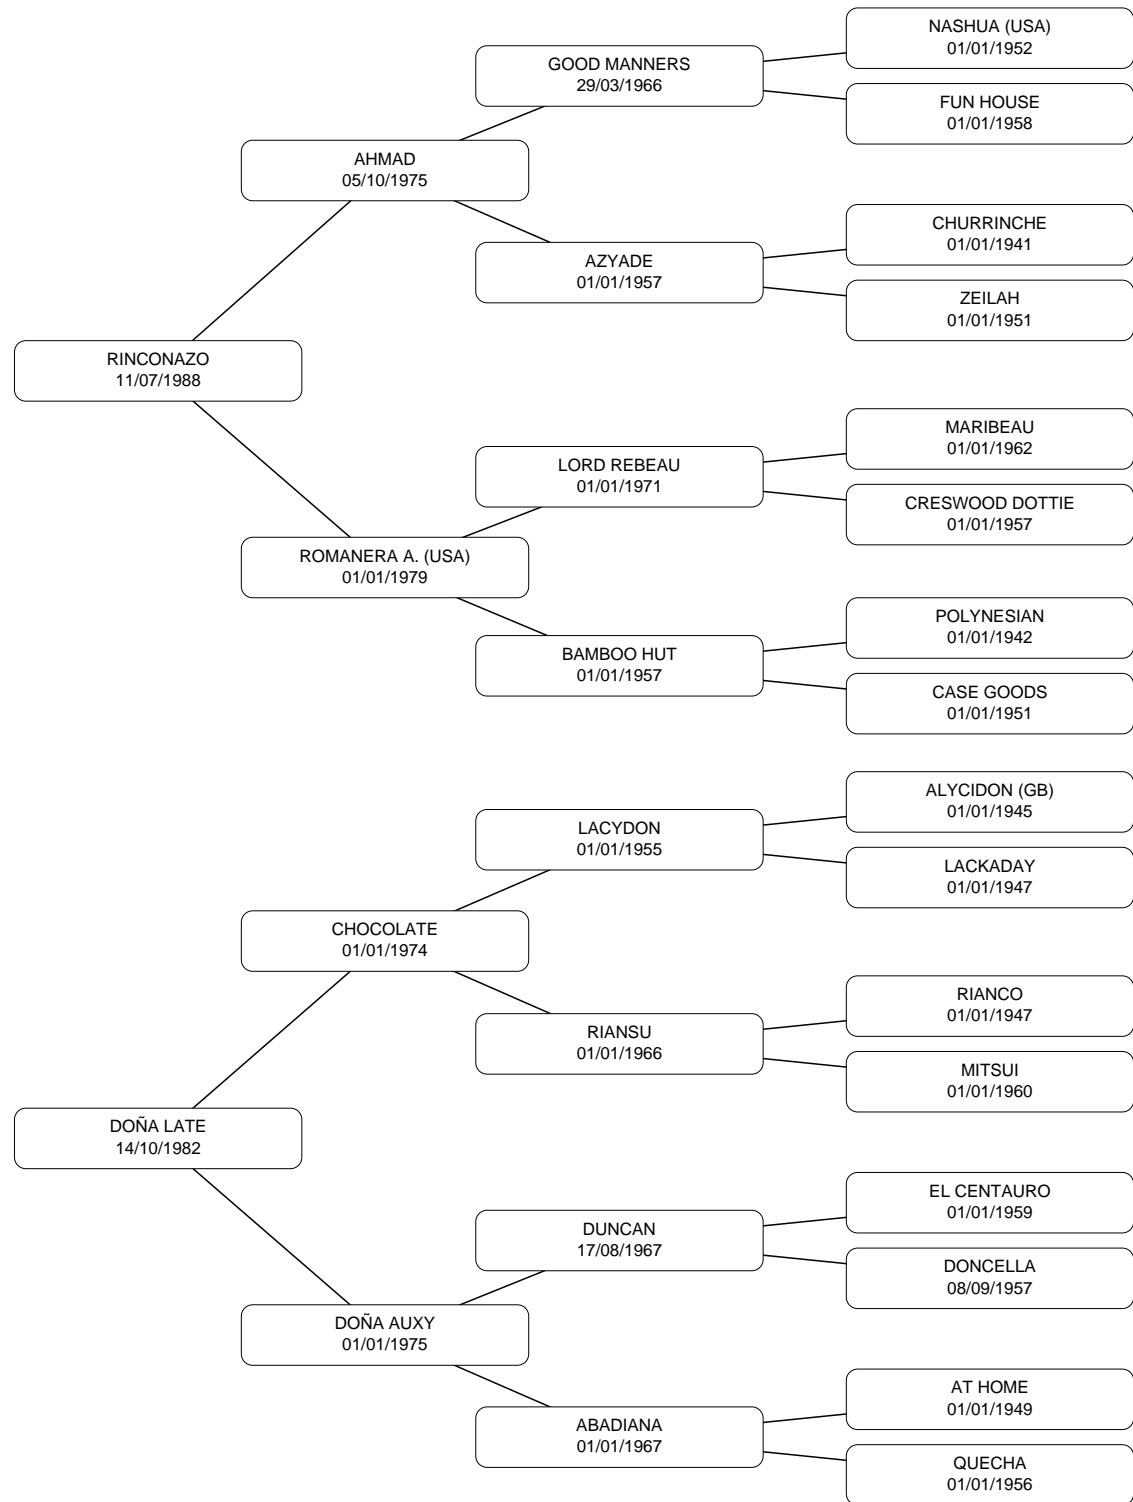 NASHUA (USA)
01/01/1952
GOOD MANNERS
29/03/1966
FUN HOUSE
01/01/1958
AHMAD
05/10/1975
CHURRINCHE
01/01/1941
AZYADE
01/01/1957
ZEILAH
01/01/1951
RINCONAZO
11/07/1988
MARIBEAU
01/01/1962
LORD REBEAU
01/01/1971
CRESWOOD DOTTIE
01/01/1957
ROMANERA A. (USA)
01/01/1979
POLYNESIAN
01/01/1942
BAMBOO HUT
01/01/1957
CASE GOODS
01/01/1951
ALYCIDON (GB)
01/01/1945
LACYDON
01/01/1955
LACKADAY
01/01/1947
CHOCOLATE
01/01/1974
RIANCO
01/01/1947
RIANSU
01/01/1966
MITSUI
01/01/1960
DOÑA LATE
14/10/1982
EL CENTAURO
01/01/1959
DUNCAN
17/08/1967
DONCELLA
08/09/1957
DOÑA AUXY
01/01/1975
AT HOME
01/01/1949
ABADIANA
01/01/1967
QUECHA
01/01/1956